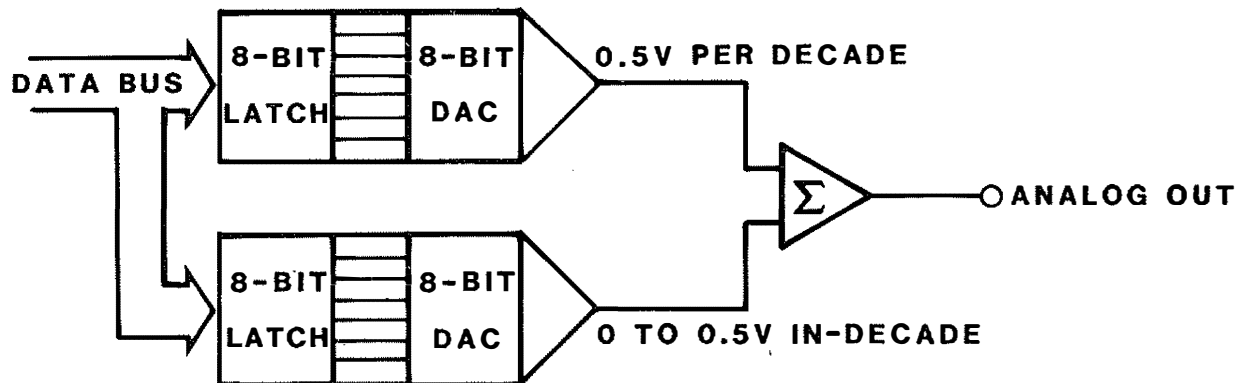 8-BIT
LATCH
8-BIT
DAC
0.5V PER DECADE
DATA BUS
Σ
ANALOG OUT
8-BIT
LATCH
8-BIT
DAC
0 TO 0.5V IN-DECADE